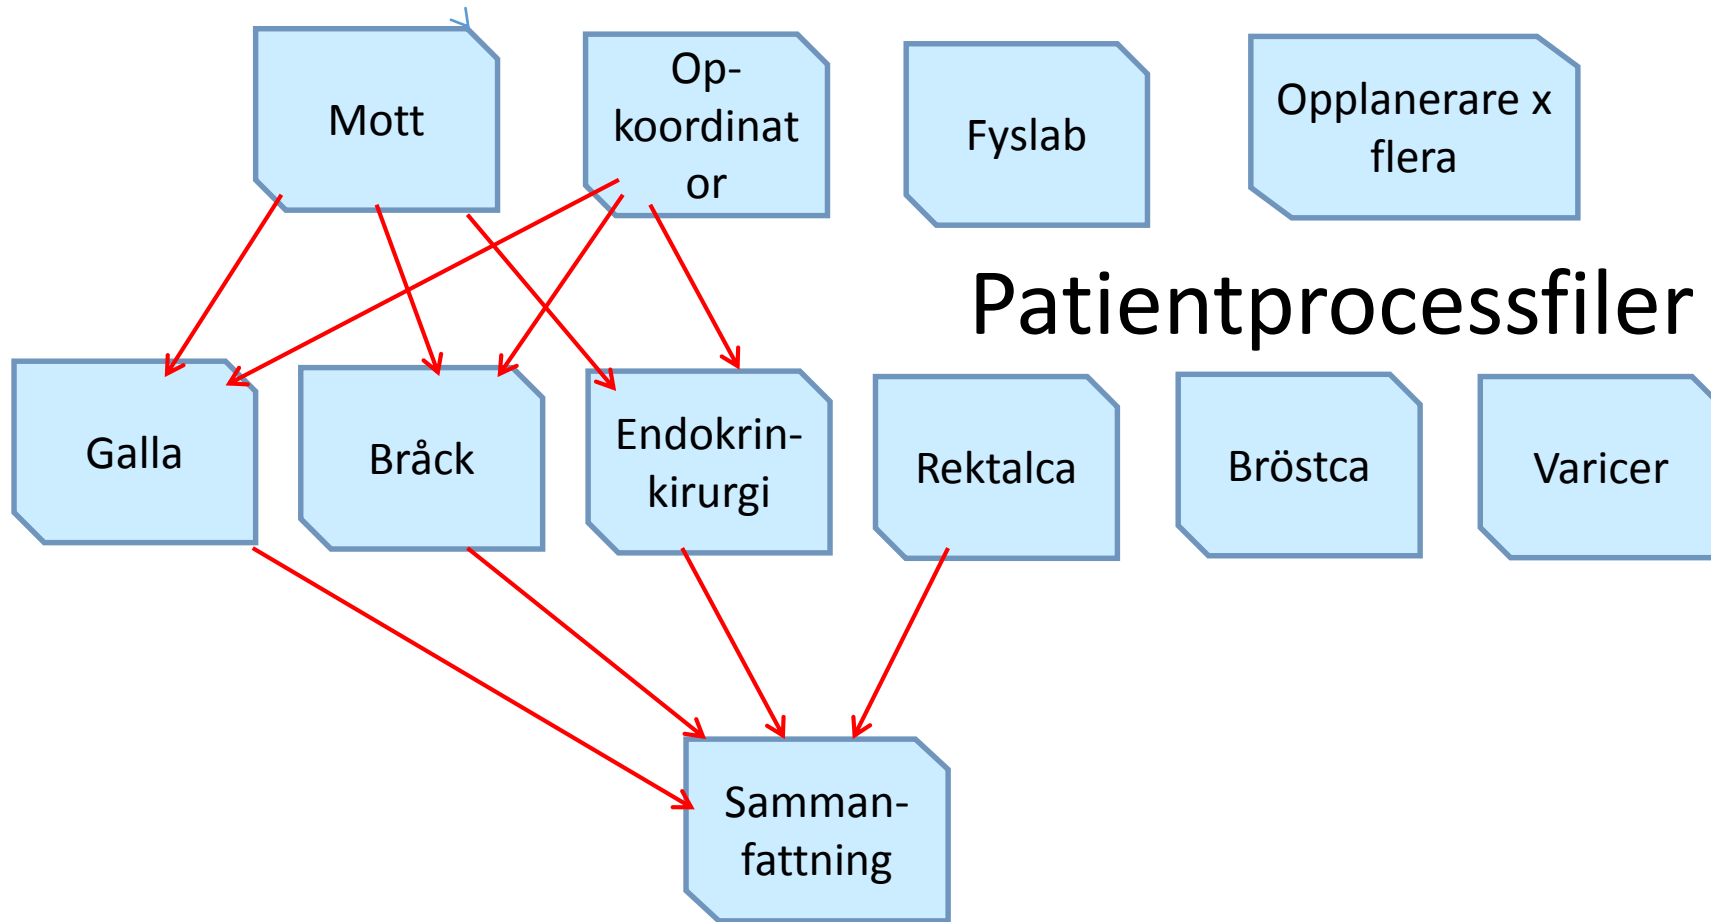 Mott
Op-
koordinat
or
Fyslab
Opplanerare x
flera
Patientprocessfiler
Galla
Bråck
Endokrin-
kirurgi
Rektalca
Bröstca
Varicer
Samman-
fattning